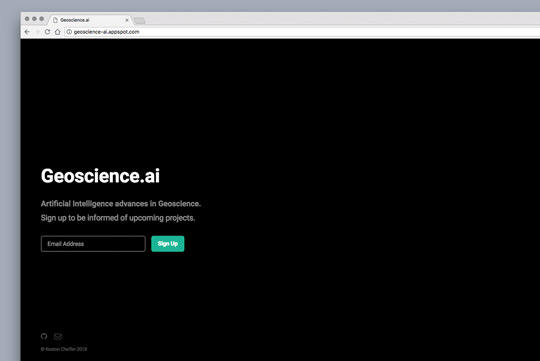 Geoscience.ai
geoscience-ai.appspot.com
Geoscience.ai
Artificial Intelligence advances in Geoscience.
Sign up to be informed of upcoming projects.
Email Address
Sign Up
© Keaton Cheffer 2018